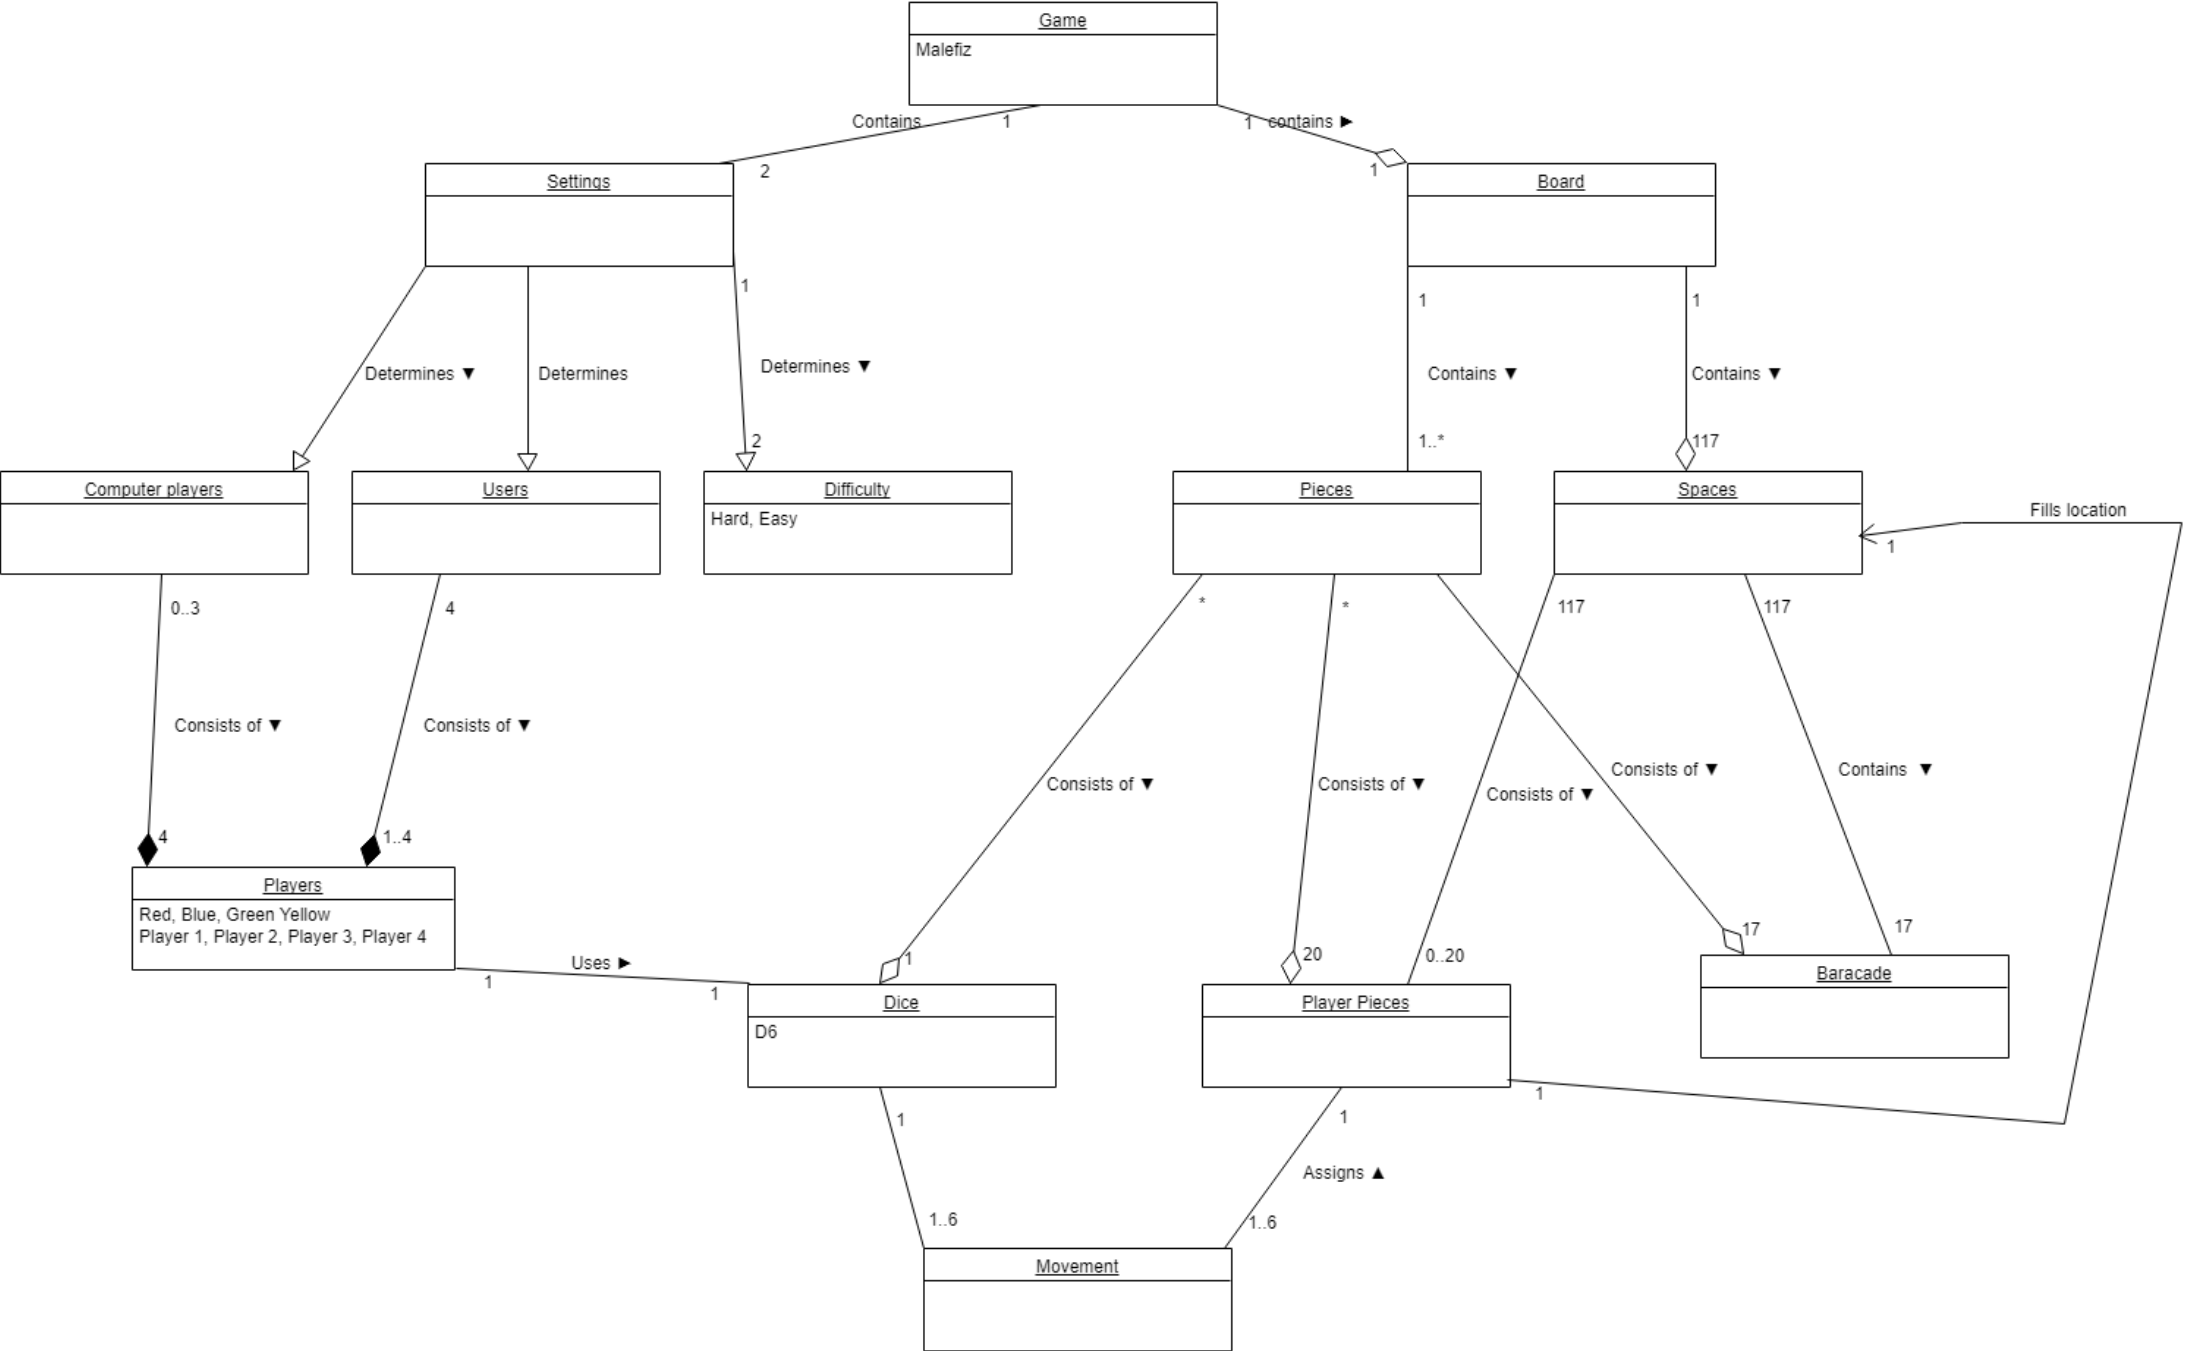 Game
Malefiz
Contains
1
1
contains ►
2
1
Settings
Board
1
1
1
Determines ▼
Determines
Determines ▼
Contains ▼
Contains ▼
2
1..*
117
Computer players
Users
Difficulty
Hard, Easy
Pieces
Spaces
Fills location
1
0..3
4
*
*
117
117
Consists of ▼
Consists of ▼
Consists of ▼
Consists of ▼
Consists of ▼
Consists of ▼
Contains ▼
4
1..4
Players
Red, Blue, Green Yellow
Player 1, Player 2, Player 3, Player 4
Uses ►
1
1
1
20
0..20
17
17
Baracade
Dice
D6
Player Pieces
1
1
1
Assigns ▲
1..6
1..6
Movement